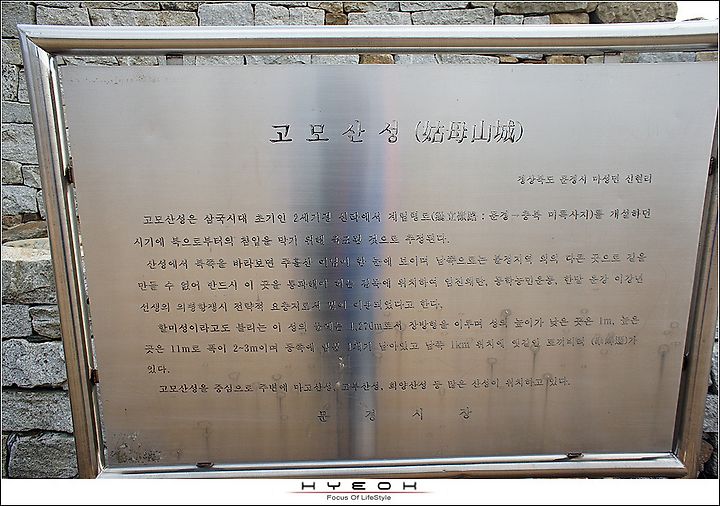 고모산성 (姑母山城)
경상북도 문경시 마성면 신현리
고모산성은 삼국시대 초기인 2세기경 신라에서 계립령로(鷄立嶺路 : 문경→충북 미륵사지)를 개설하던
시기에 북으로부터의 침입을 막기 위해 축조된 것으로 추정된다.
산성에서 북쪽을 바라보면 주흘산 이 한 눈에 보이며 남쪽으로는 불정지역 외의 다른 곳으로 길을
만들 수 없어 반드시 이 곳을 통과해야 하는 길목에 위치하여 임진왜란, 동학농민운동, 한말 운강 이강년
선생의 의병항쟁시 전략적 요충지로서 많이 이용되었다고 한다.
할미성이라고도 불리는 이 성의 둘레는 1,270m로서 장방형을 이루며 성의 높이가 낮은 곳은 1m, 높은
곳은 11m로 폭이 2~3m이며 동쪽에 남아있고 남쪽 1km 위치에 옛길인 토끼비리 가
있다.
고모산성을 중심으로 주변에 마고산성, 고부산성, 희양산성 등 많은 산성이 위치하고 있다.
문 경 시 장
HYEOK
Focus Of LifeStyle